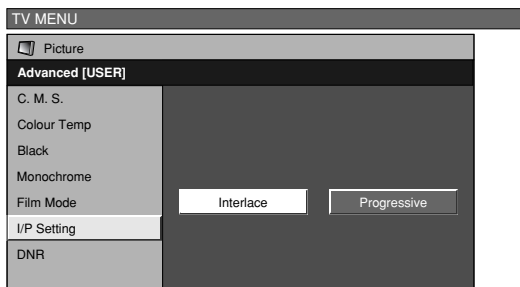 TV MENU
Picture
Advanced [USER]
C. M. S.
Colour Temp
Black
Monochrome
Film Mode
Interlace Progressive
I/P Setting
DNR